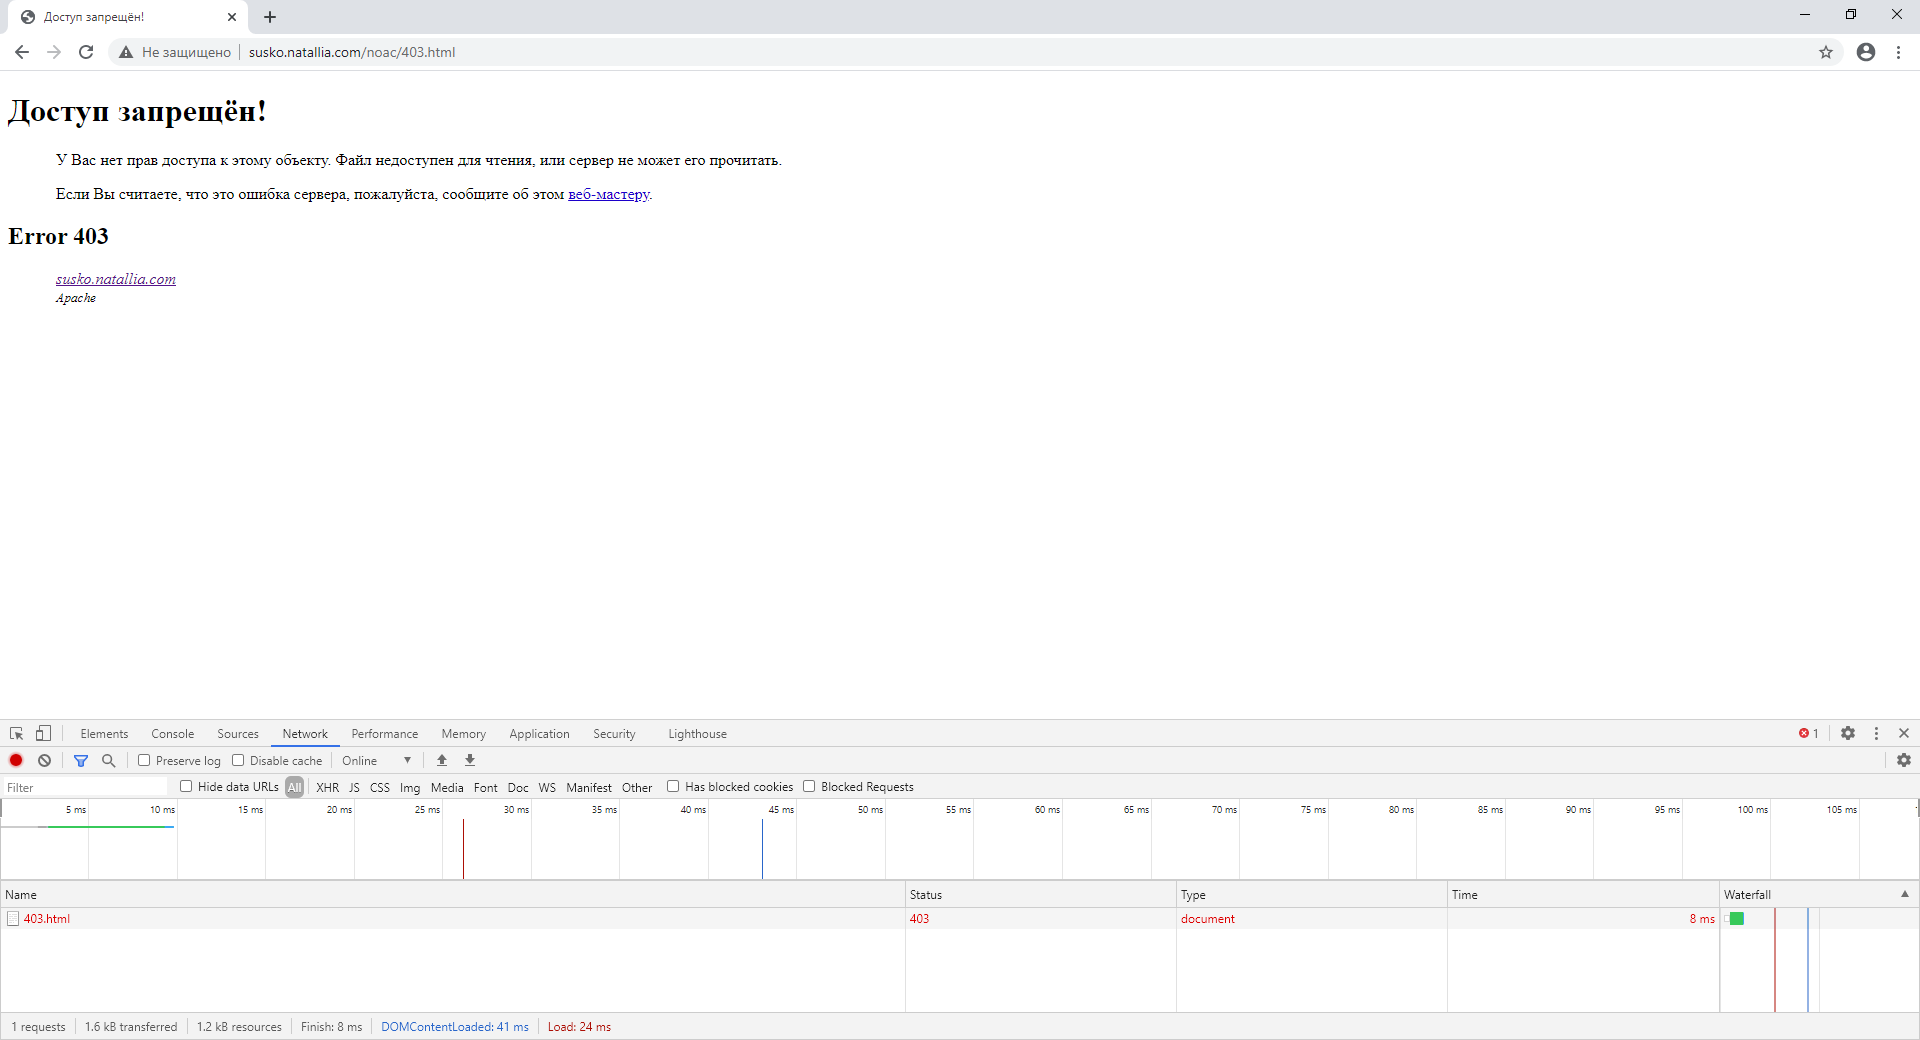 Доступ запрещён!
Не защищено
susko.natallia.com/noac/403.html
Доступ запрещён!
У Вас нет прав доступа к этому объекту. Файл недоступен для чтения, или сервер не может его прочитать.
Если Вы считаете, что это ошибка сервера, пожалуйста, сообщите об этом веб-мастеру.
Error 403
susko.natallia.com
Apache
Elements Console Sources Network Performance Memory Application Security Lighthouse 1
Preserve log Disable cache Online
Filter Hide data URLs All XHR JS CSS Img Media Font Doc WS Manifest Other Has blocked cookies Blocked Requests
5 ms 10 ms 15 ms 20 ms 25 ms 30 ms 35 ms 40 ms 45 ms 50 ms 55 ms 60 ms 65 ms 70 ms 75 ms 80 ms 85 ms 90 ms 95 ms 100 ms 105 ms
Name Status Type Time Waterfall
403.html 403 document 8 ms
1 requests 1.6 kB transferred 1.2 kB resources Finish: 8 ms DOMContentLoaded: 41 ms Load: 24 ms